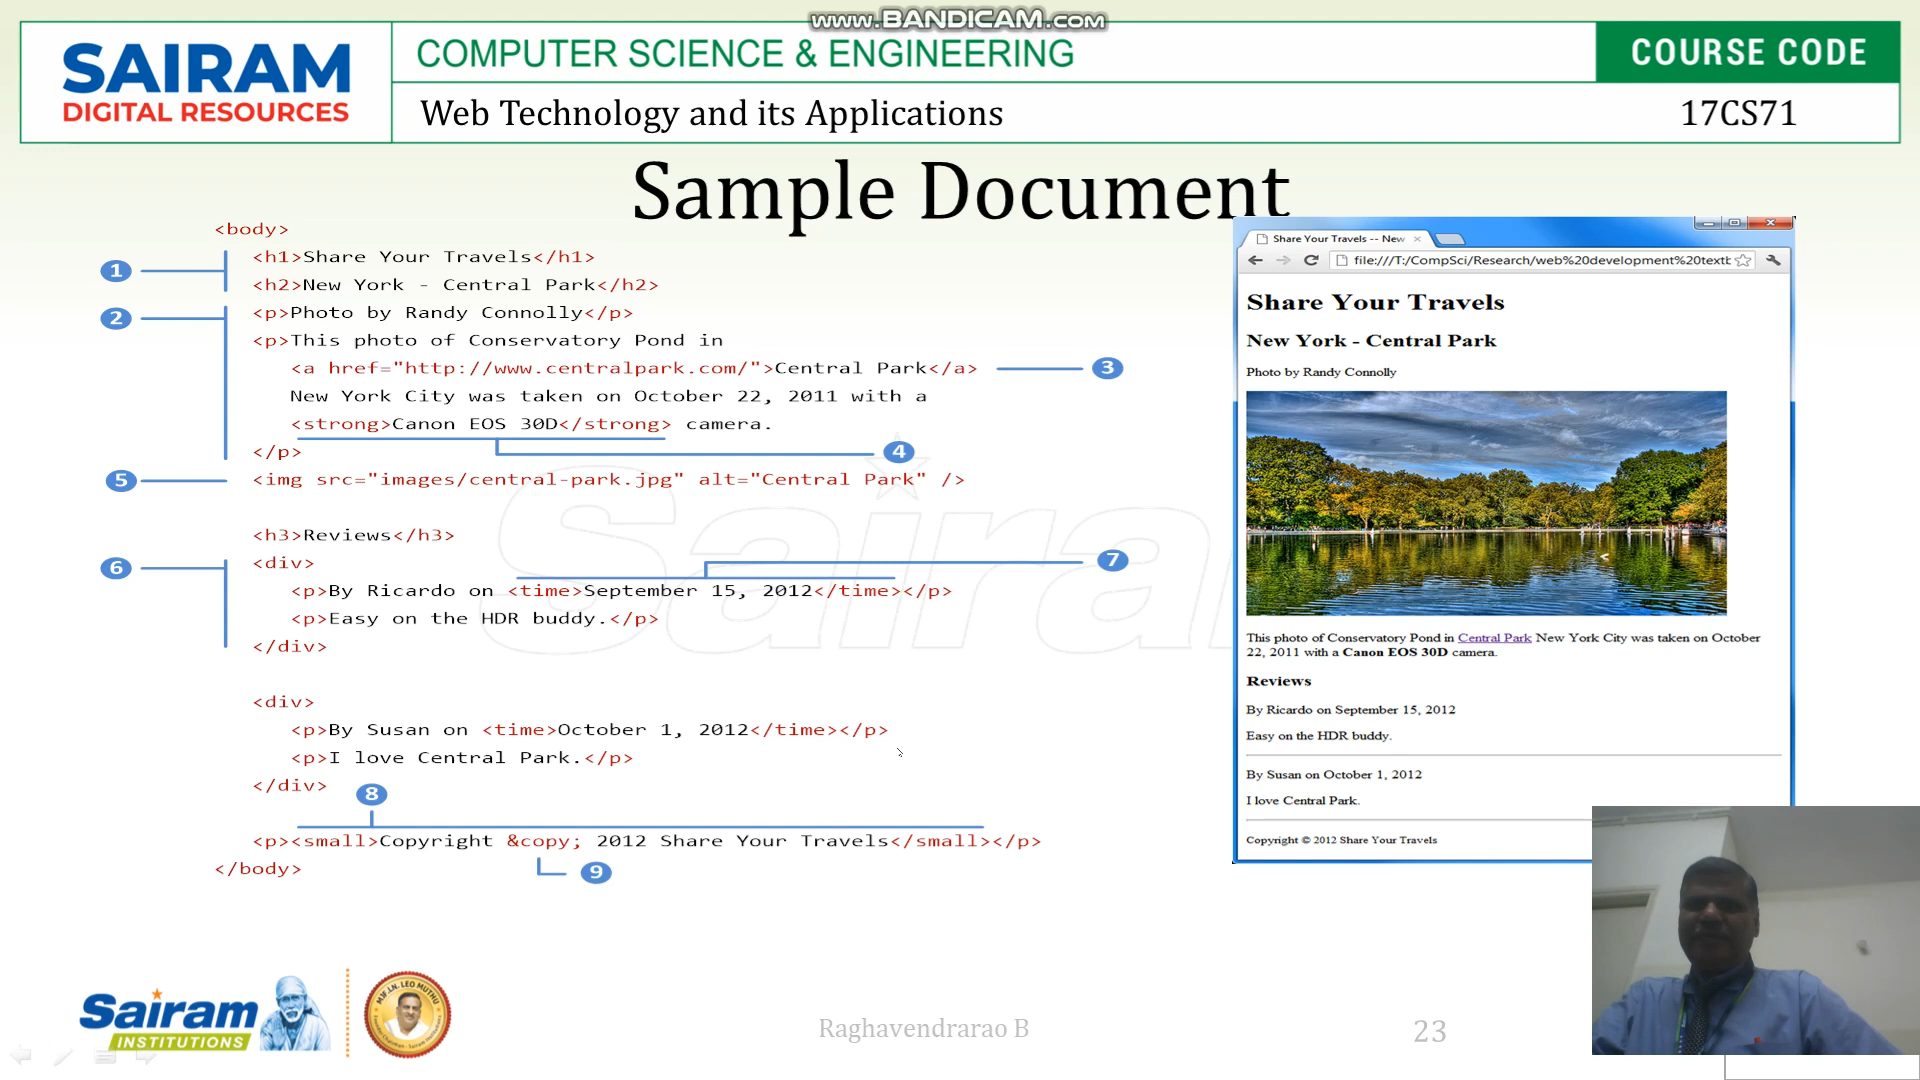 www.BANDICAM.com
SAIRAM
DIGITAL RESOURCES
COMPUTER SCIENCE & ENGINEERING
COURSE CODE
Web Technology and its Applications
17CS71
Sample Document
<body>
<h1>Share Your Travels</h1>
1
<h2>New York - Central Park</h2>
2
<p>Photo by Randy Connolly</p>
<p>This photo of Conservatory Pond in
<a href="http://www.centralpark.com/">Central Park</a>
3
New York City was taken on October 22, 2011 with a
<strong>Canon EOS 30D</strong> camera.
4
</p>
5
<img src="images/central-park.jpg" alt="Central Park" />
<h3>Reviews</h3>
6
<div>
7
<p>By Ricardo on <time>September 15, 2012</time></p>
<p>Easy on the HDR buddy.</p>
</div>
<div>
<p>By Susan on <time>October 1, 2012</time></p>
<p>I love Central Park.</p>
</div>
8
<p><small>Copyright &copy; 2012 Share Your Travels</small></p>
</body>
9
Share Your Travels -- New
file:///T:/CompSci/Research/web%20development%20textb
Share Your Travels
New York - Central Park
Photo by Randy Connolly
This photo of Conservatory Pond in Central Park New York City was taken on October
22, 2011 with a Canon EOS 30D camera.
Reviews
By Ricardo on September 15, 2012
Easy on the HDR buddy.
By Susan on October 1, 2012
I love Central Park.
Copyright © 2012 Share Your Travels
Sairam
INSTITUTIONS
MJF.LN. LEO MUTHU
Raghavendrarao B
23